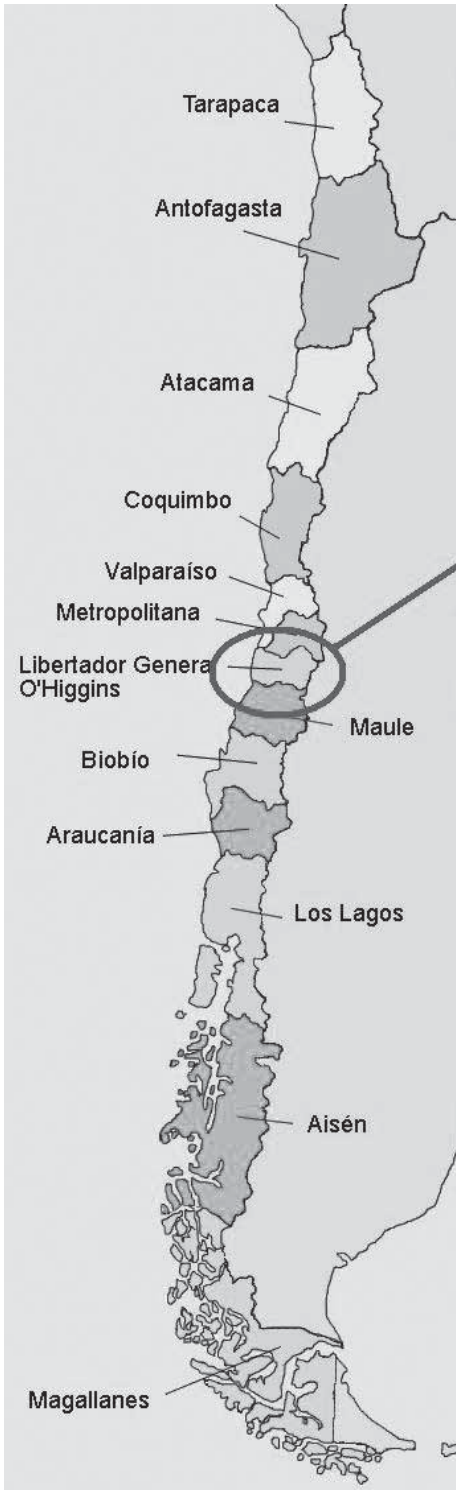 Tarapaca
Antofagasta
Atacama
Coquimbo
Valparaíso
Metropolitana
Libertador Genera
O'Higgins
Maule
Biobío
Araucanía
Los Lagos
Aisén
Magallanes